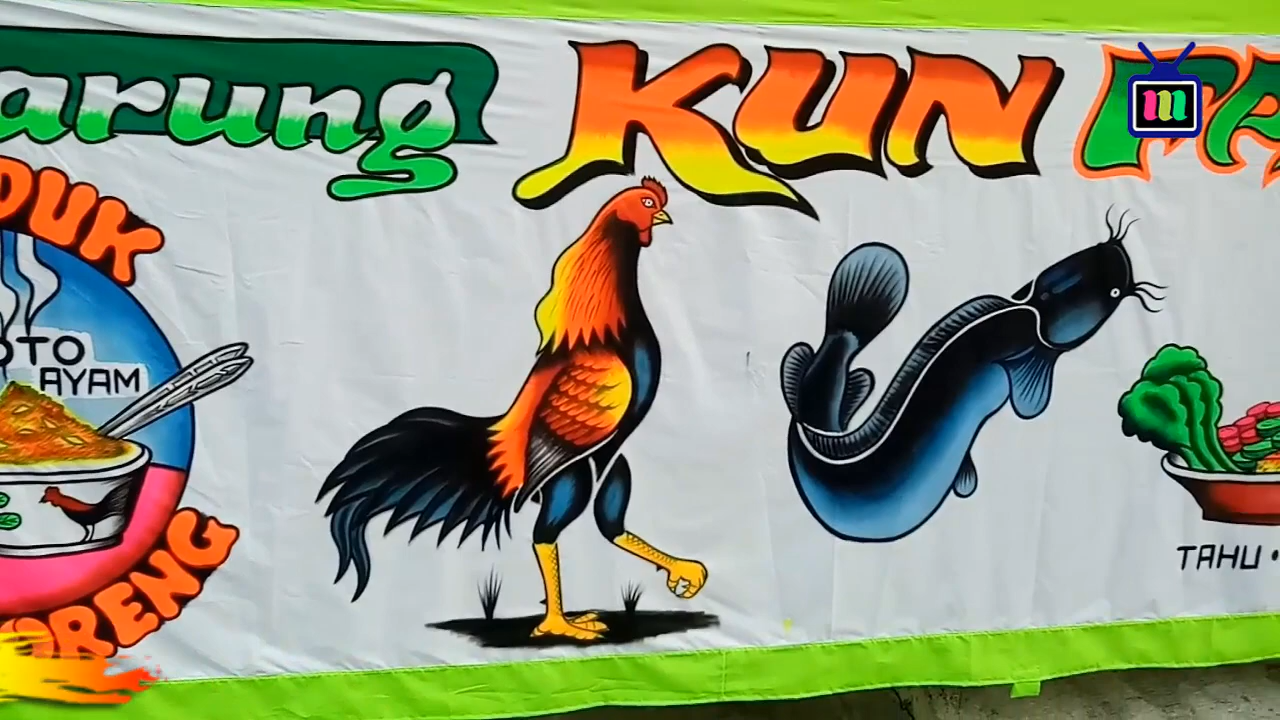 arung KUN
DUK
OTO
AYAM
ORENG
TAHU •
m